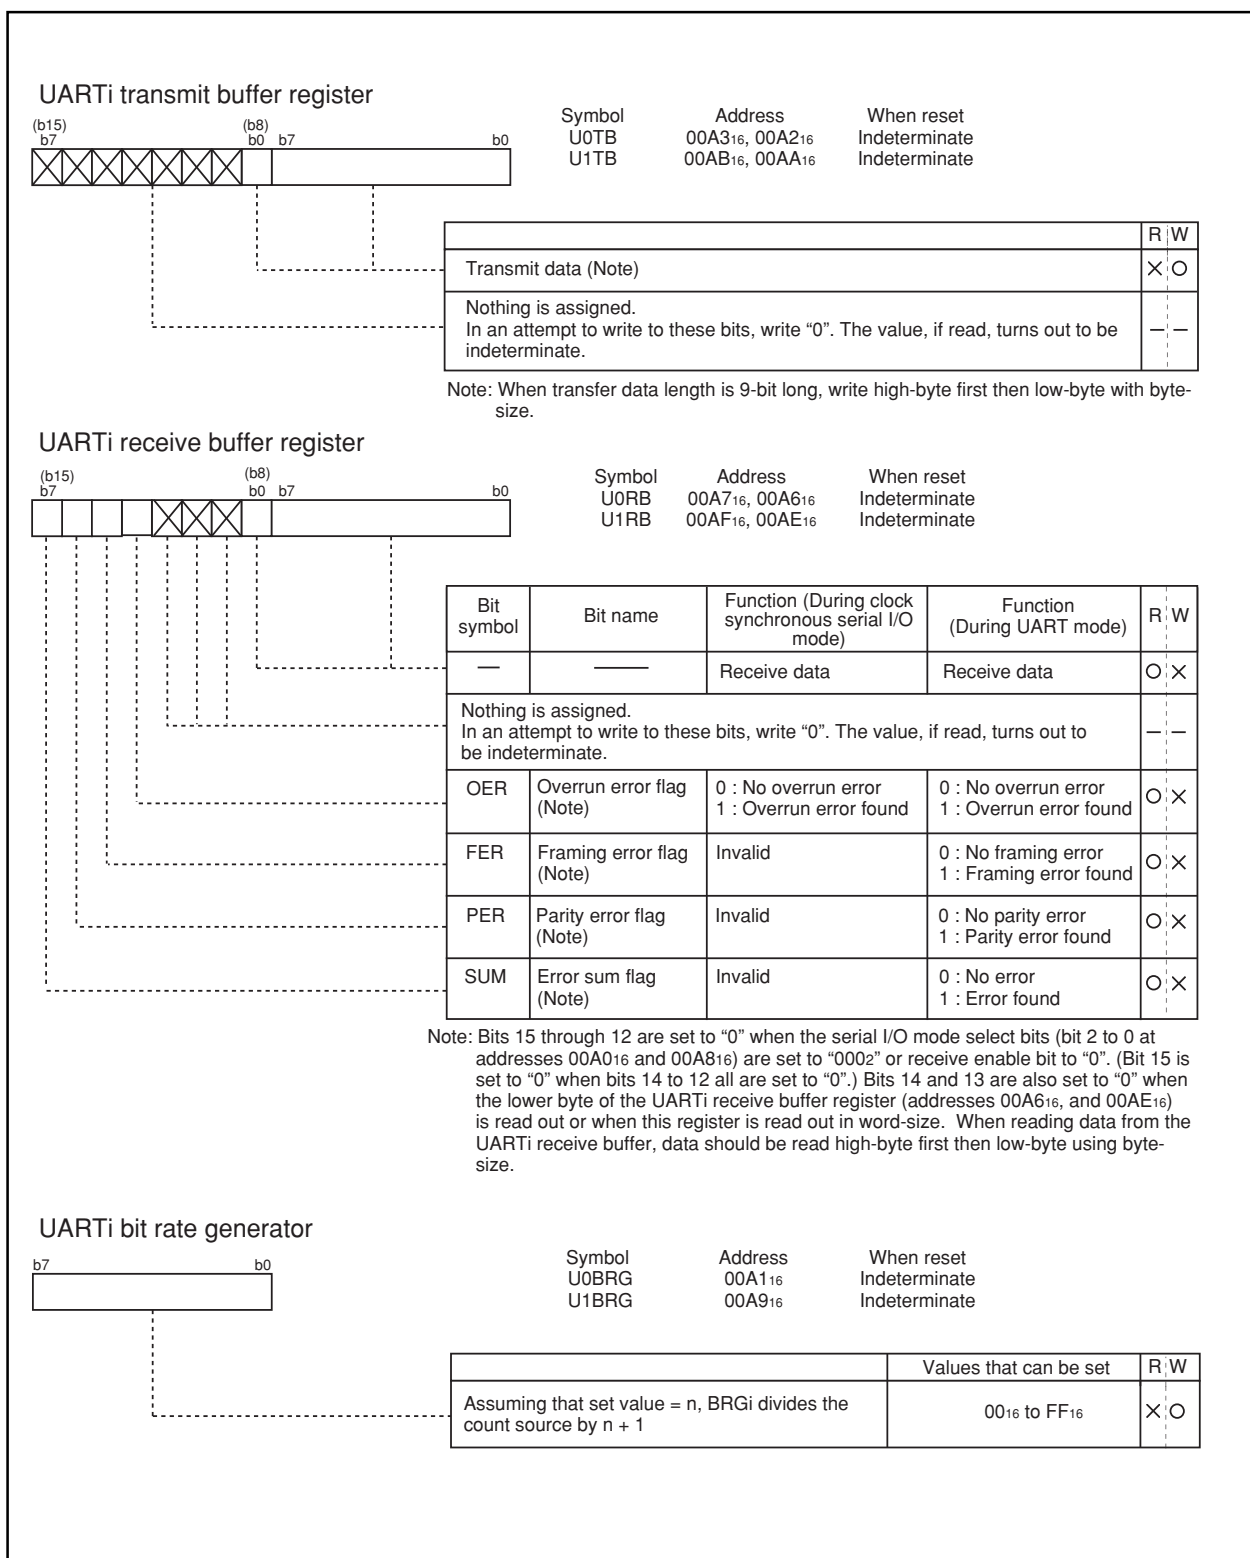 UARTi transmit buffer register
(b15) (b8)
b7 b0 b7 b0
Symbol Address When reset
U0TB 00A316, 00A216 Indeterminate
U1TB 00AB16, 00AA16 Indeterminate
R W
Transmit data (Note) X O
Nothing is assigned.
In an attempt to write to these bits, write “0”. The value, if read, turns out to be — —
indeterminate.
Note: When transfer data length is 9-bit long, write high-byte first then low-byte with byte-
size.
UARTi receive buffer register
(b15) (b8)
b7 b0 b7 b0
Symbol Address When reset
U0RB 00A716, 00A616 Indeterminate
U1RB 00AF16, 00AE16 Indeterminate
Bit Function (During clock Function
symbol Bit name synchronous serial I/O (During UART mode) R W
mode)
— — Receive data Receive data O X
Nothing is assigned.
In an attempt to write to these bits, write “0”. The value, if read, turns out to — —
be indeterminate.
OER Overrun error flag 0 : No overrun error 0 : No overrun error O X
(Note) 1 : Overrun error found 1 : Overrun error found
FER Framing error flag Invalid 0 : No framing error O X
(Note) 1 : Framing error found
PER Parity error flag Invalid 0 : No parity error O X
(Note) 1 : Parity error found
SUM Error sum flag Invalid 0 : No error O X
(Note) 1 : Error found
Note: Bits 15 through 12 are set to “0” when the serial I/O mode select bits (bit 2 to 0 at
addresses 00A016 and 00A816) are set to “0002” or receive enable bit to “0”. (Bit 15 is
set to “0” when bits 14 to 12 all are set to “0”.) Bits 14 and 13 are also set to “0” when
the lower byte of the UARTi receive buffer register (addresses 00A616, and 00AE16)
is read out or when this register is read out in word-size. When reading data from the
UARTi receive buffer, data should be read high-byte first then low-byte using byte-
size.
UARTi bit rate generator
b7 b0
Symbol Address When reset
U0BRG 00A116 Indeterminate
U1BRG 00A916 Indeterminate
Values that can be set R W
Assuming that set value = n, BRGi divides the 0016 to FF16 X O
count source by n + 1